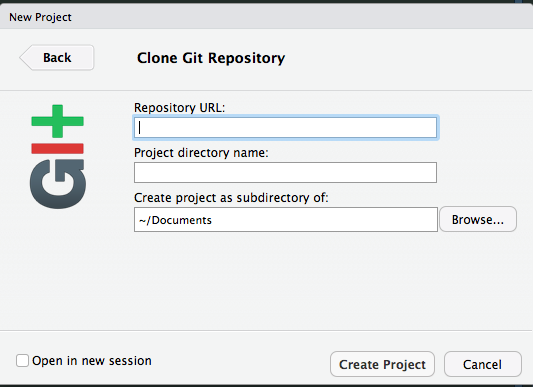 New Project
Back
Clone Git Repository
git
Repository URL:
Project directory name:
Create project as subdirectory of:
~/Documents
Browse...
Open in new session
Create Project
Cancel